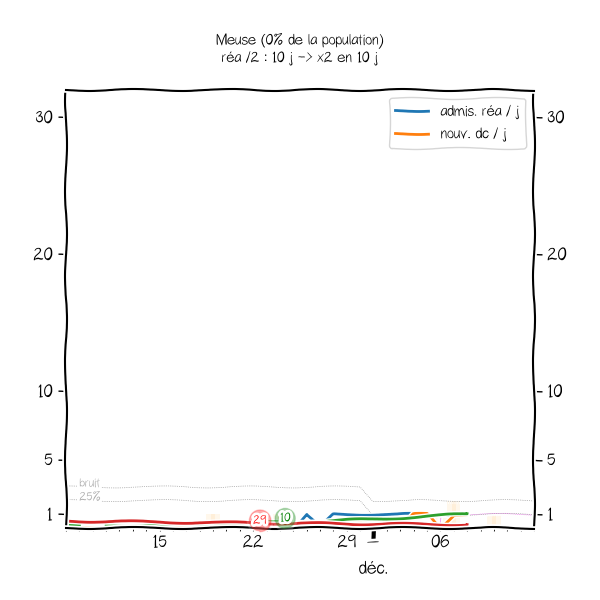 Meuse (0% de la population)
réa /2 : 10 j -> x2 en 10 j
admis. réa / j
nouv. dc / j
30
30
20
20
10
10
5
5
bruit
25%
1
29
10
1
15
22
29
06
déc.